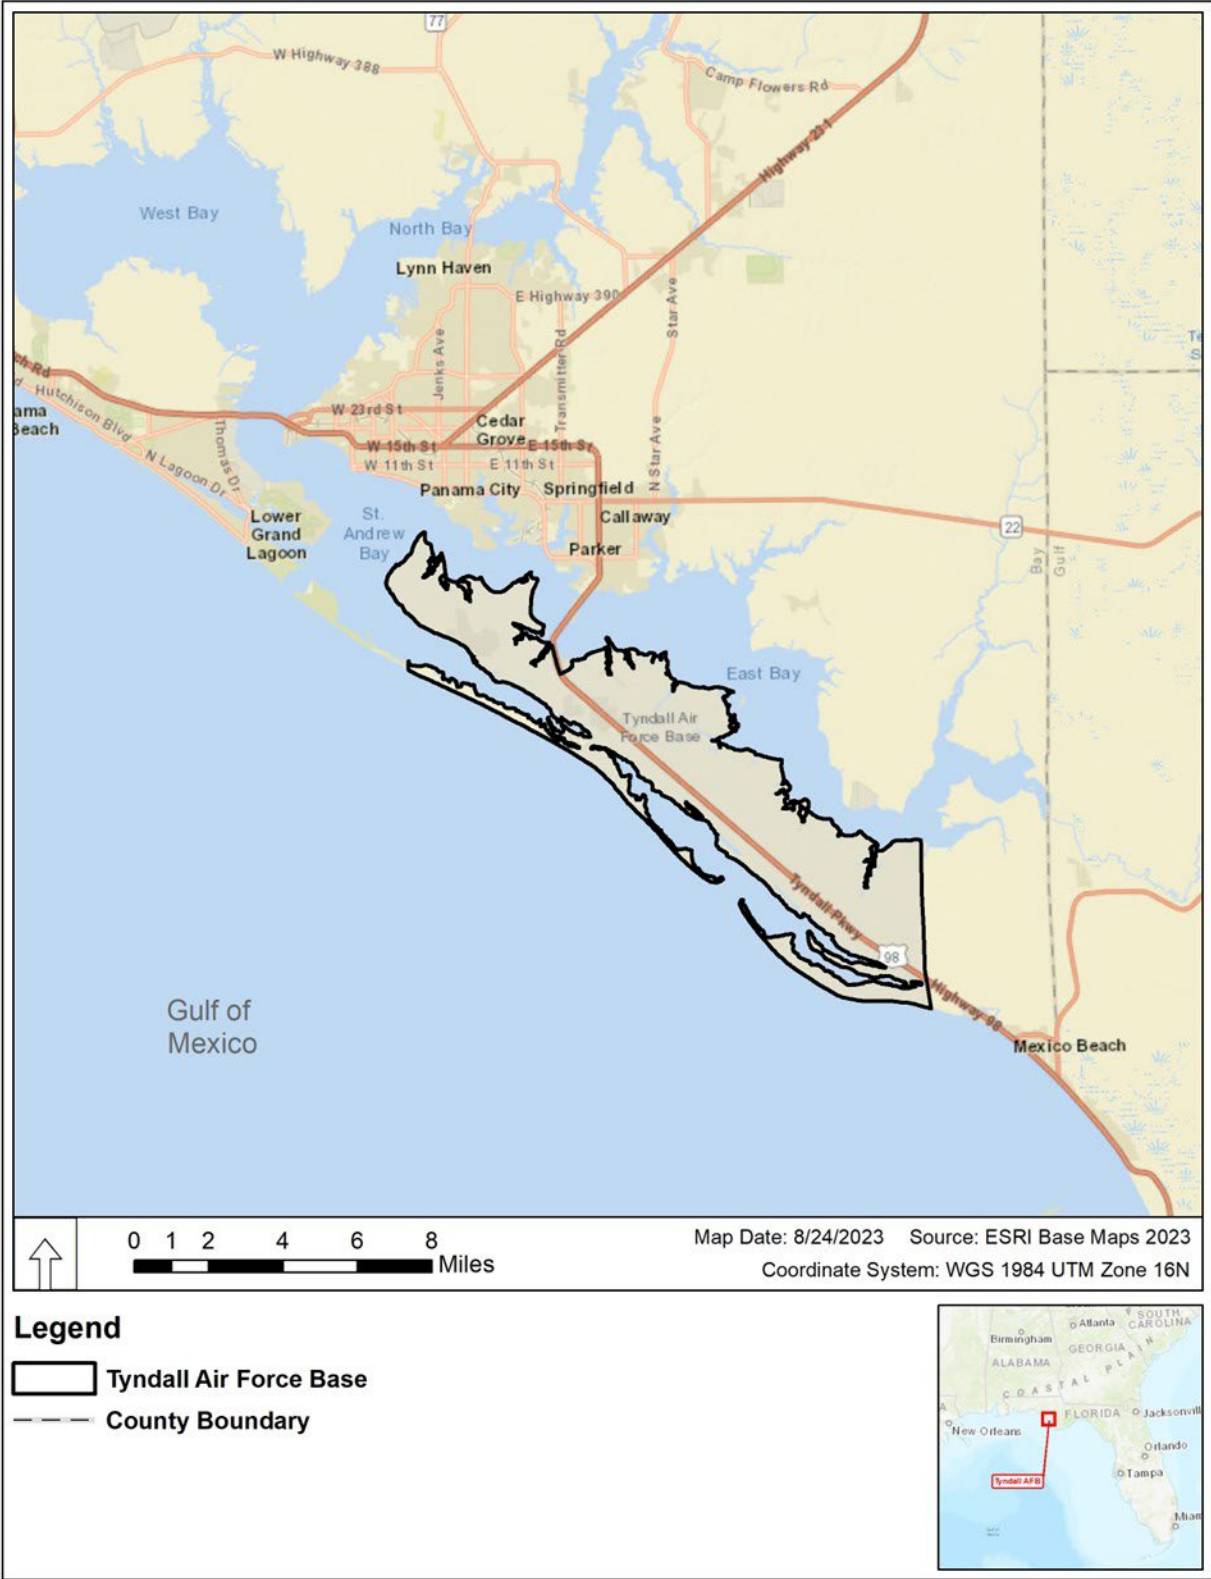 77
W Highway 388
Camp Flowers Rd
Highway 231
West Bay
North Bay
Lynn Haven
E Highway 390
Star Ave
Jenks Ave
Transmitter Rd
ch Rd
Hutchison Blvd
ama
Beach
Thomas Dr
N Lagoon Dr
W 23rd St
Cedar
Grove
W 15th St
E 15th St
W 11th St
E 11th St
N Star Ave
Panama City
Springfield
Lower
Grand
Lagoon
St.
Andrew
Bay
Callaway
Parker
22
Bay
Gulf
East Bay
Tyndall Air
Force Base
Tyndall Pkwy
98
Highway 98
Mexico Beach
Gulf of
Mexico
0 1 2 4 6 8
Miles
Map Date: 8/24/2023 Source: ESRI Base Maps 2023
Coordinate System: WGS 1984 UTM Zone 16N
Legend
Tyndall Air Force Base
County Boundary
SOUTH
CAROLINA
Atlanta
Birmingham
GEORGIA
ALABAMA
COASTAL PLAIN
FLORIDA
Jacksonvill
New Orleans
Orlando
Tampa
Tyndall AFB
Miam